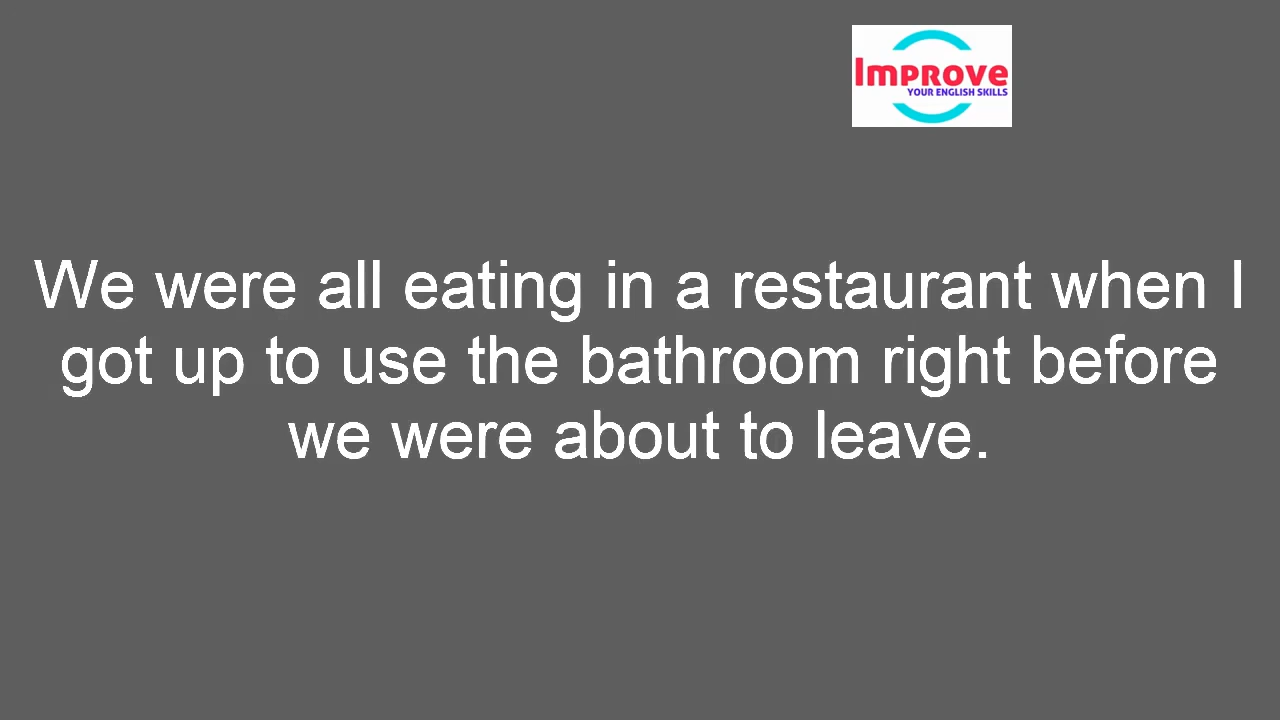 Improve
YOUR ENGLISH SKILLS
We were all eating in a restaurant when I
got up to use the bathroom right before
we were about to leave.